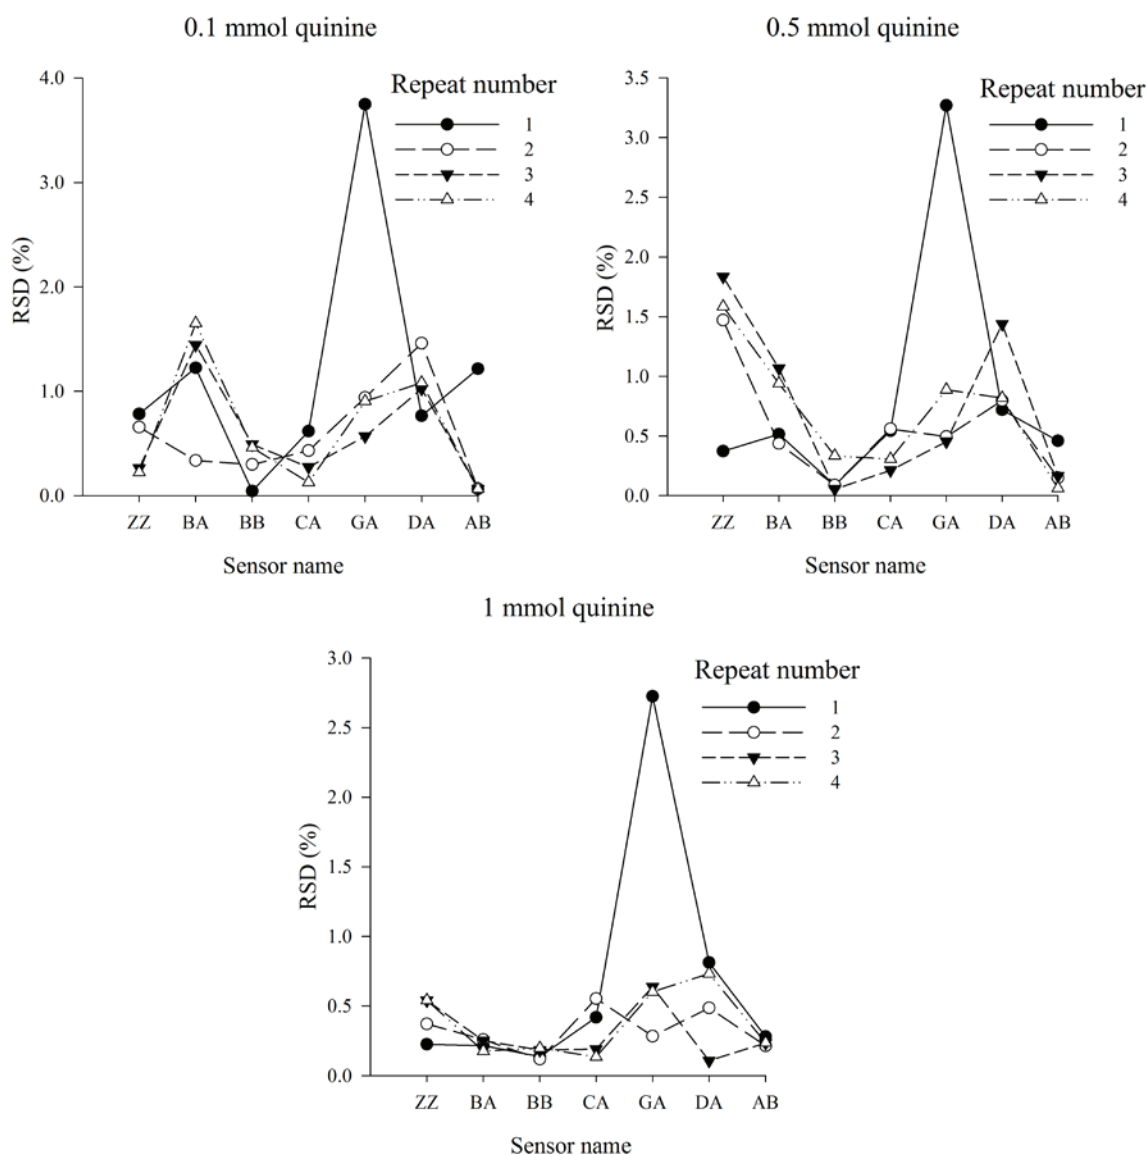 0.1 mmol quinine
4.0
3.0
2.0
1.0
0.0
RSD (%)
Repeat number
1
2
3
4
ZZ BA BB CA GA DA AB
Sensor name
0.5 mmol quinine
3.5
3.0
2.5
2.0
1.5
1.0
0.5
0.0
RSD (%)
Repeat number
1
2
3
4
ZZ BA BB CA GA DA AB
Sensor name
1 mmol quinine
3.0
2.5
2.0
1.5
1.0
0.5
0.0
RSD (%)
Repeat number
1
2
3
4
ZZ BA BB CA GA DA AB
Sensor name